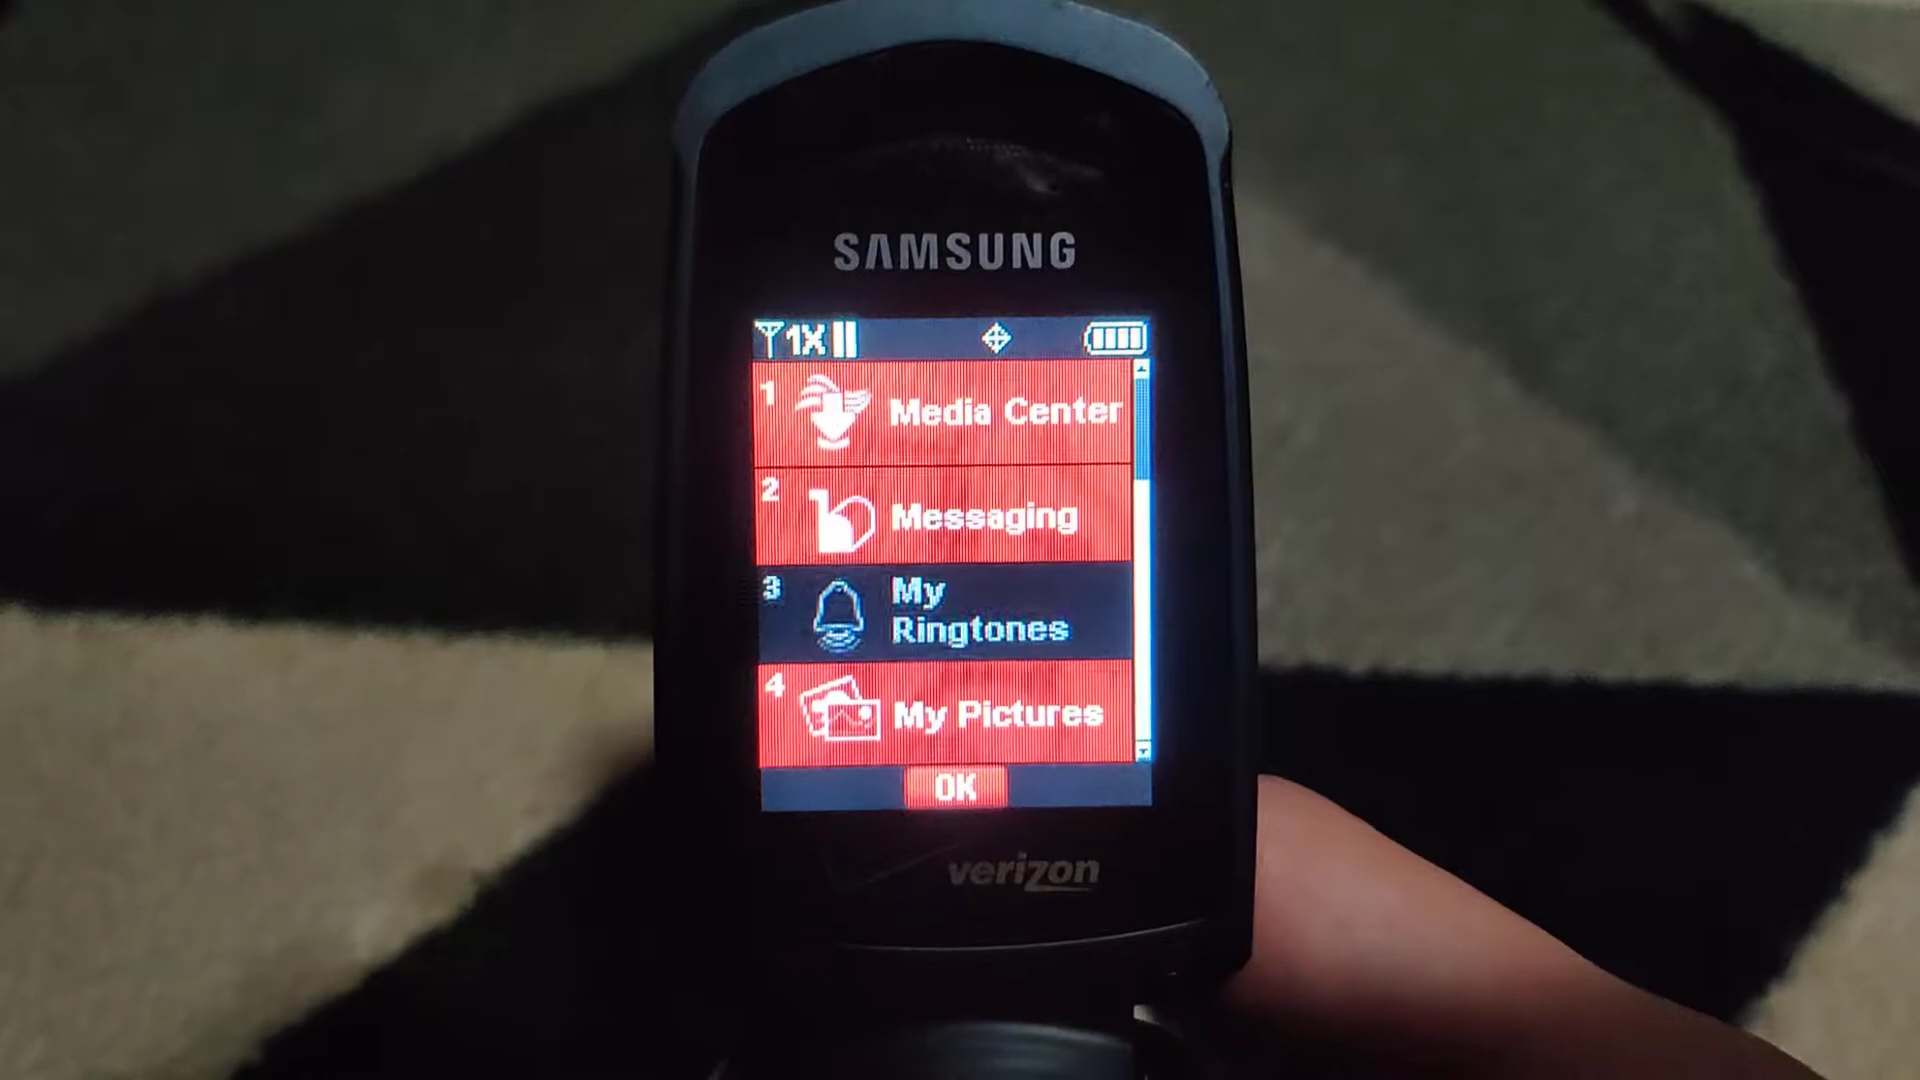 SAMSUNG
1X
1 Media Center
2 Messaging
3 My
Ringtones
4 My Pictures
OK
verizon